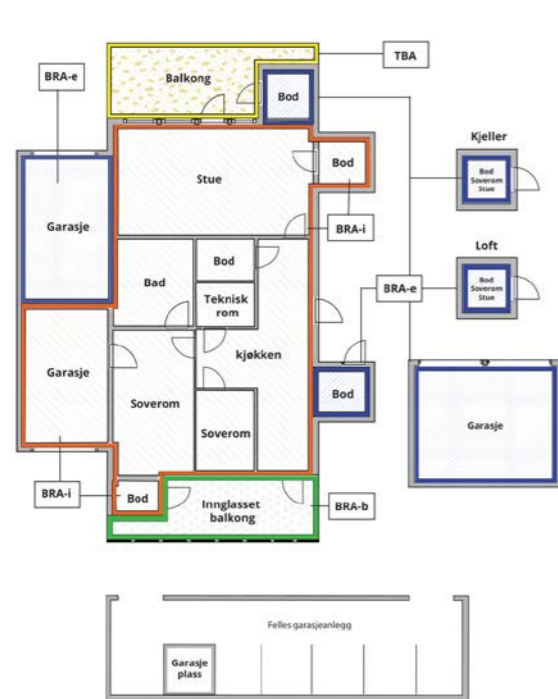 TBA
BRA-e
Balkong
Bod
Kjeller
Bod
Soverom
Stue
Stue
Bod
Garasje
BRA-i
Loft
Bod
Soverom
Stue
Bad
Bod
Teknisk
rom
BRA-e
kjøkken
Garasje
Soverom
Bod
Garasje
Soverom
BRA-i
Bod
Innglasset
balkong
BRA-b
Felles garasjeanlegg
Garasje
plass